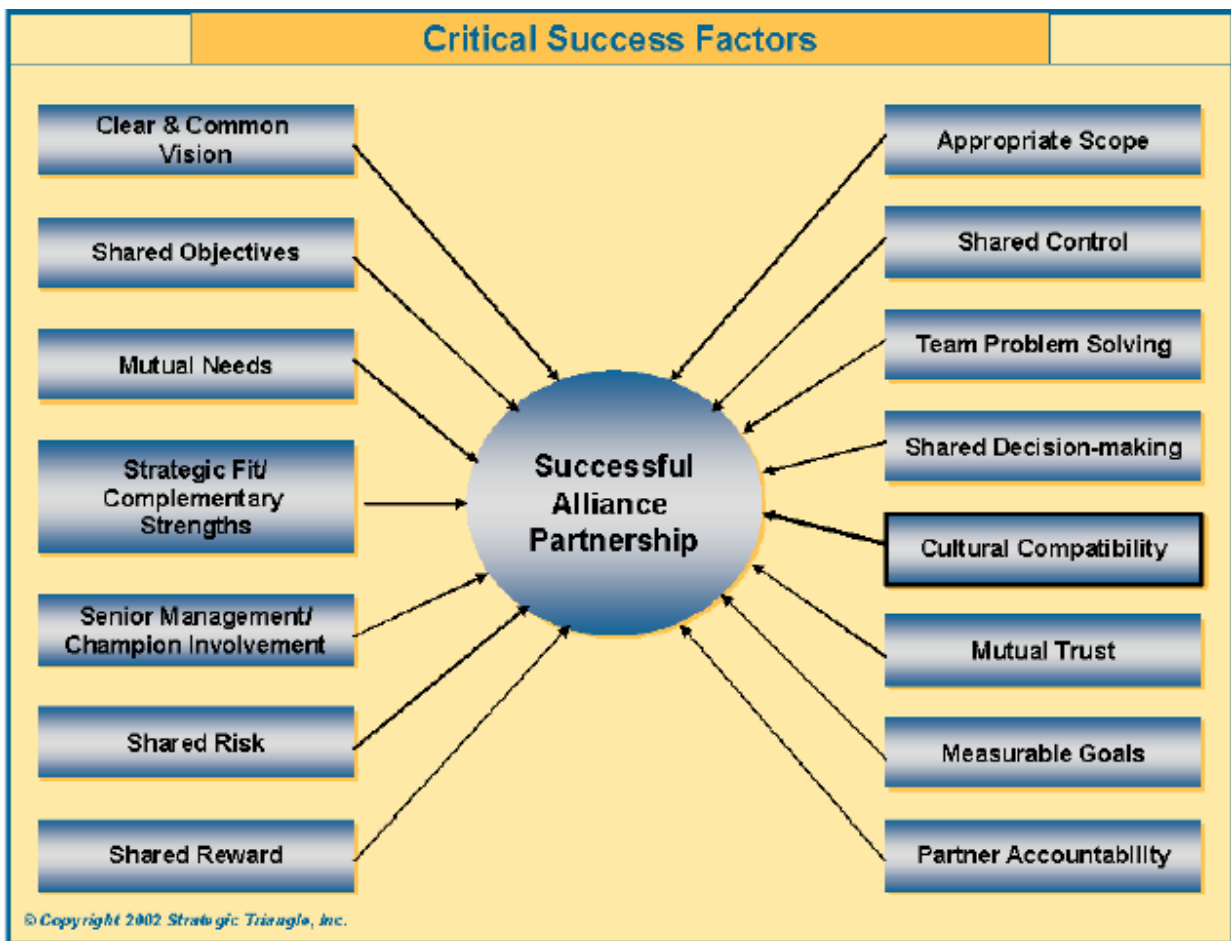 Critical Success Factors
Clear & Common
Vision
Shared Objectives
Mutual Needs
Strategic Fit/
Complementary
Strengths
Senior Management/
Champion Involvement
Shared Risk
Shared Reward
Successful
Alliance
Partnership
Appropriate Scope
Shared Control
Team Problem Solving
Shared Decision-making
Cultural Compatibility
Mutual Trust
Measurable Goals
Partner Accountability
© Copyright 2002 Strategic Triangle, Inc.